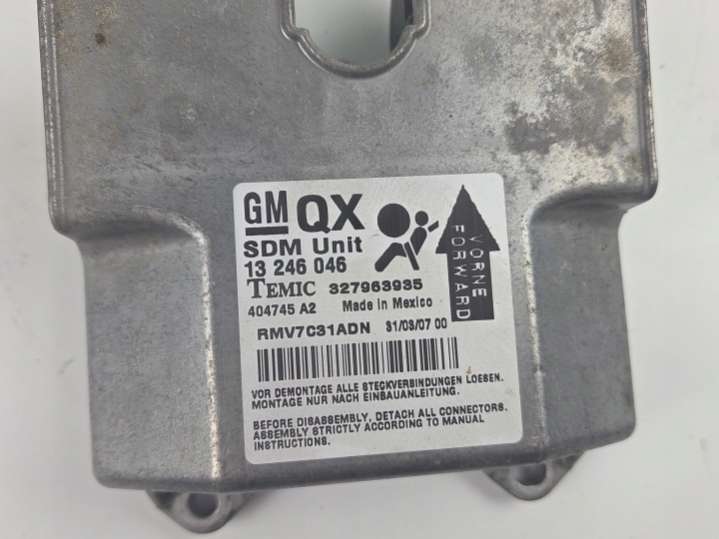 GM QX
SDM Unit
13 246 046
TEMIC 327963935
404745 A2 Made in Mexico
RMV7C31ADN 31/03/07 00
VORNE
FORWARD
VOR DEMONTAGE ALLE STECKVERBINDUNGEN LOESEN.
MONTAGE NUR NACH EINBAUANLEITUNG.
BEFORE DISASSEMBLY, DETACH ALL CONNECTORS.
ASSEMBLY STRICTLY ACCORDING TO MANUAL
INSTRUCTIONS.